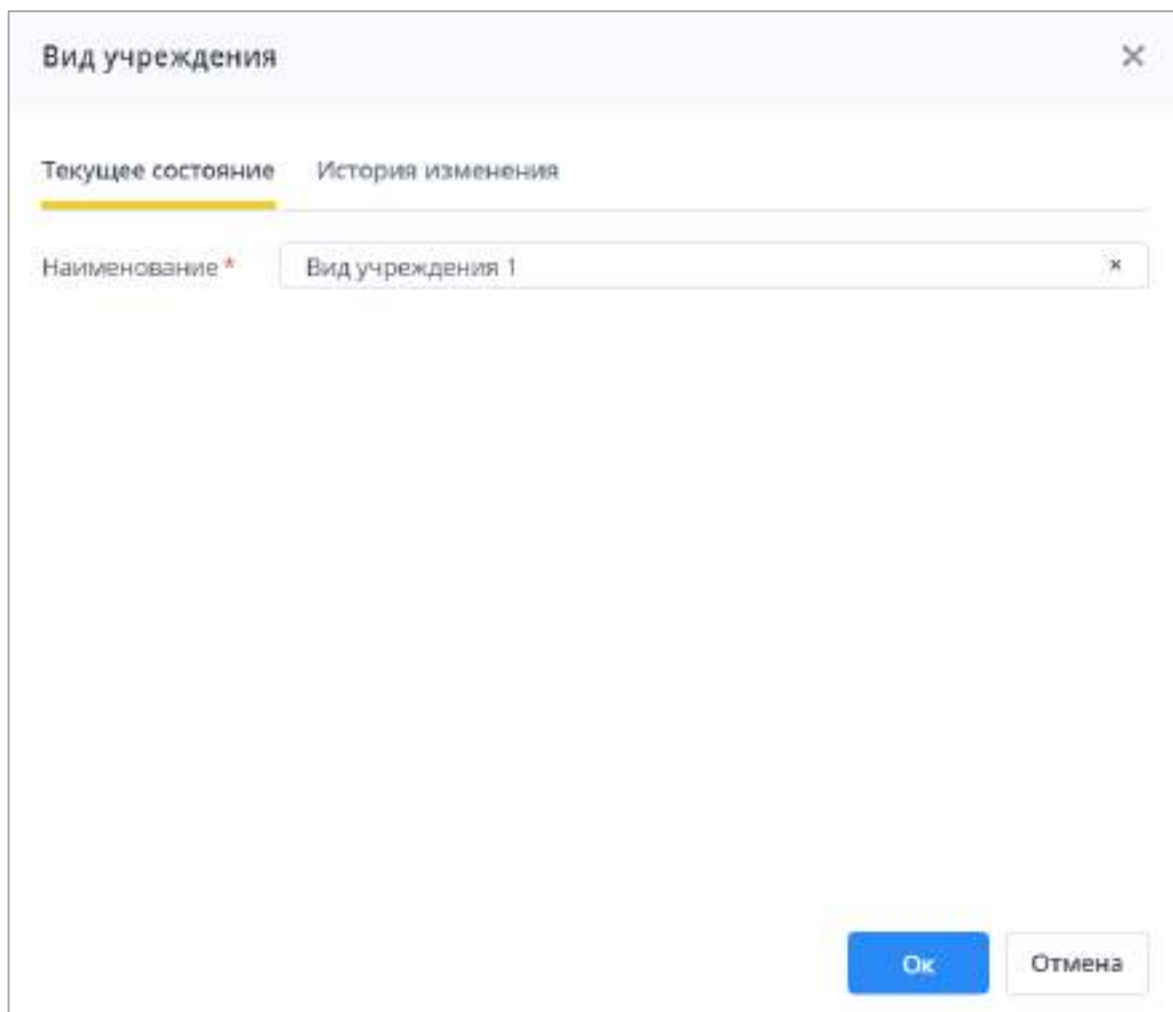 Вид учреждения
Текущее состояние История изменения
Наименование * Вид учреждения 1
Ок Отмена